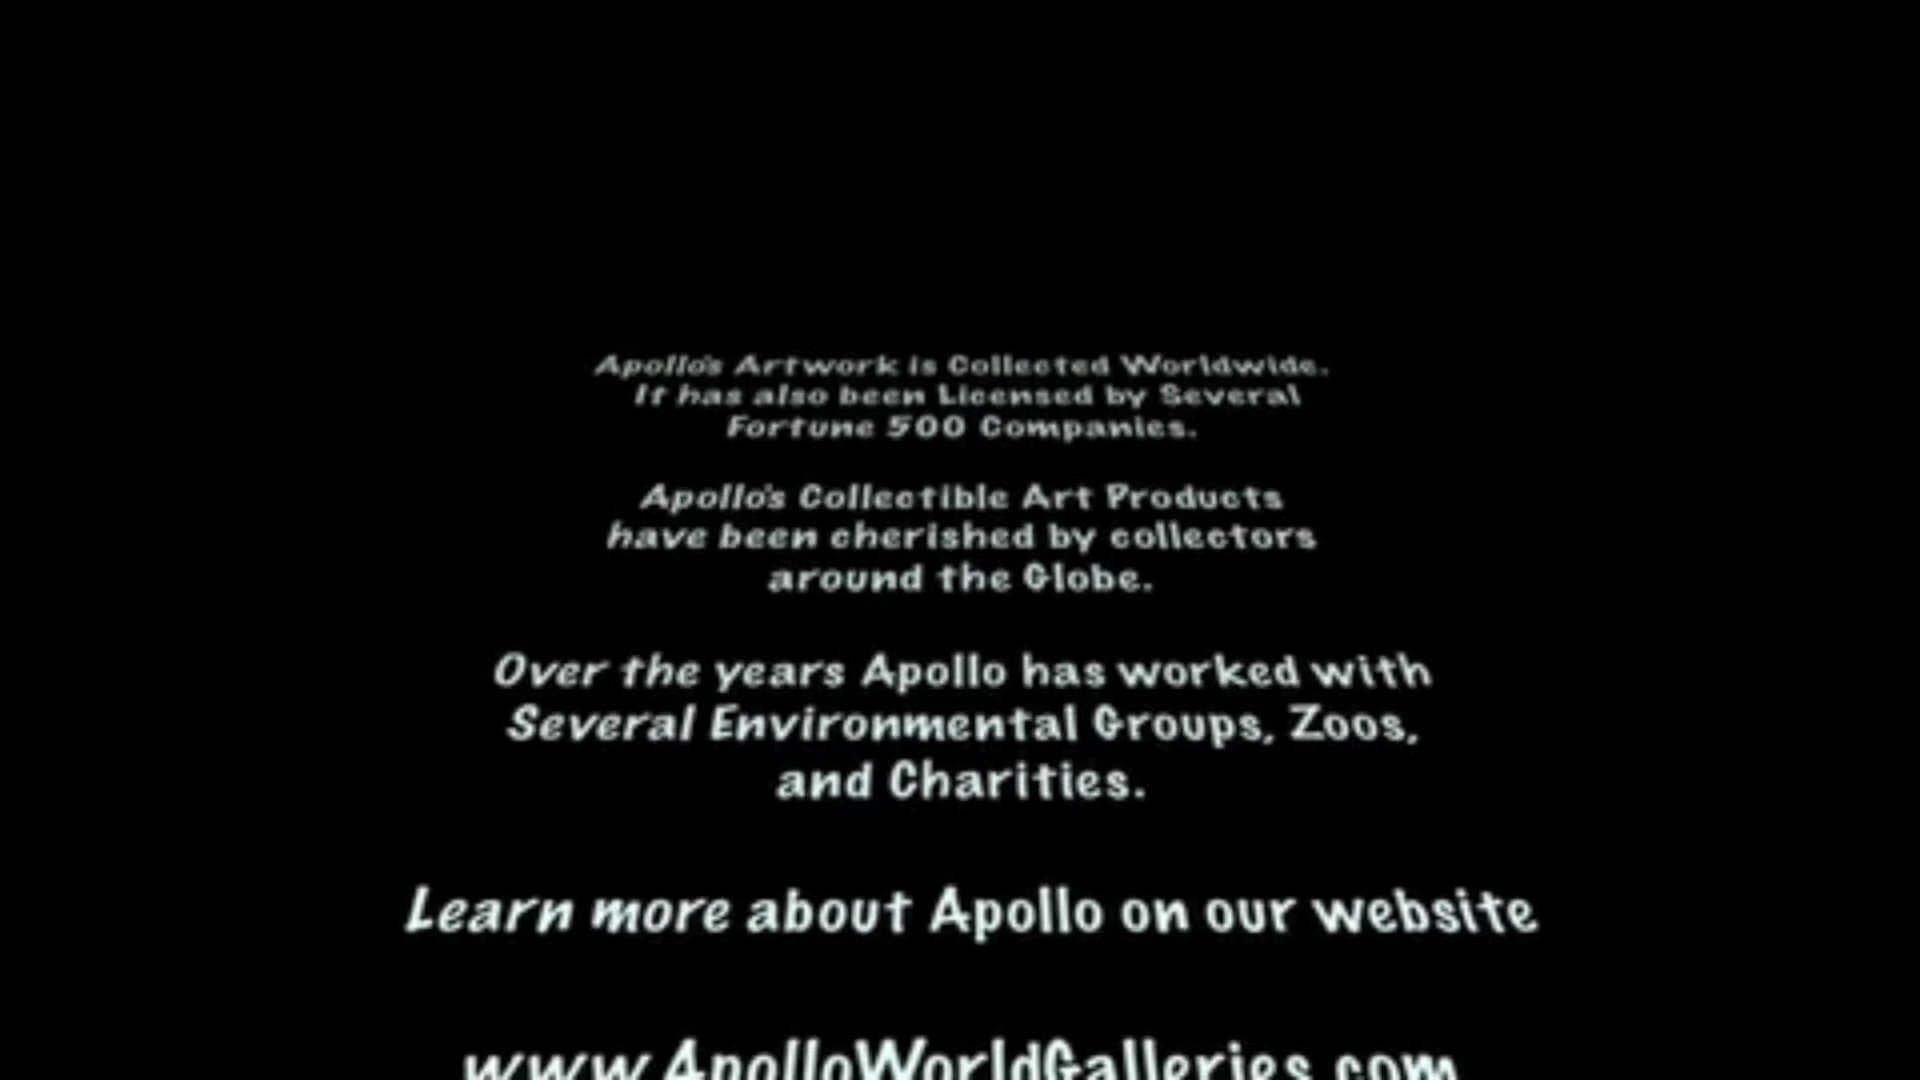 Apollo's Artwork is Collected Worldwide.
It has also been Licensed by Several
Fortune 500 Companies.
Apollo's Collectible Art Products
have been cherished by collectors
around the Globe.
Over the years Apollo has worked with
Several Environmental Groups, Zoos,
and Charities.
Learn more about Apollo on our website
www.ApolloWorldGalleries.com